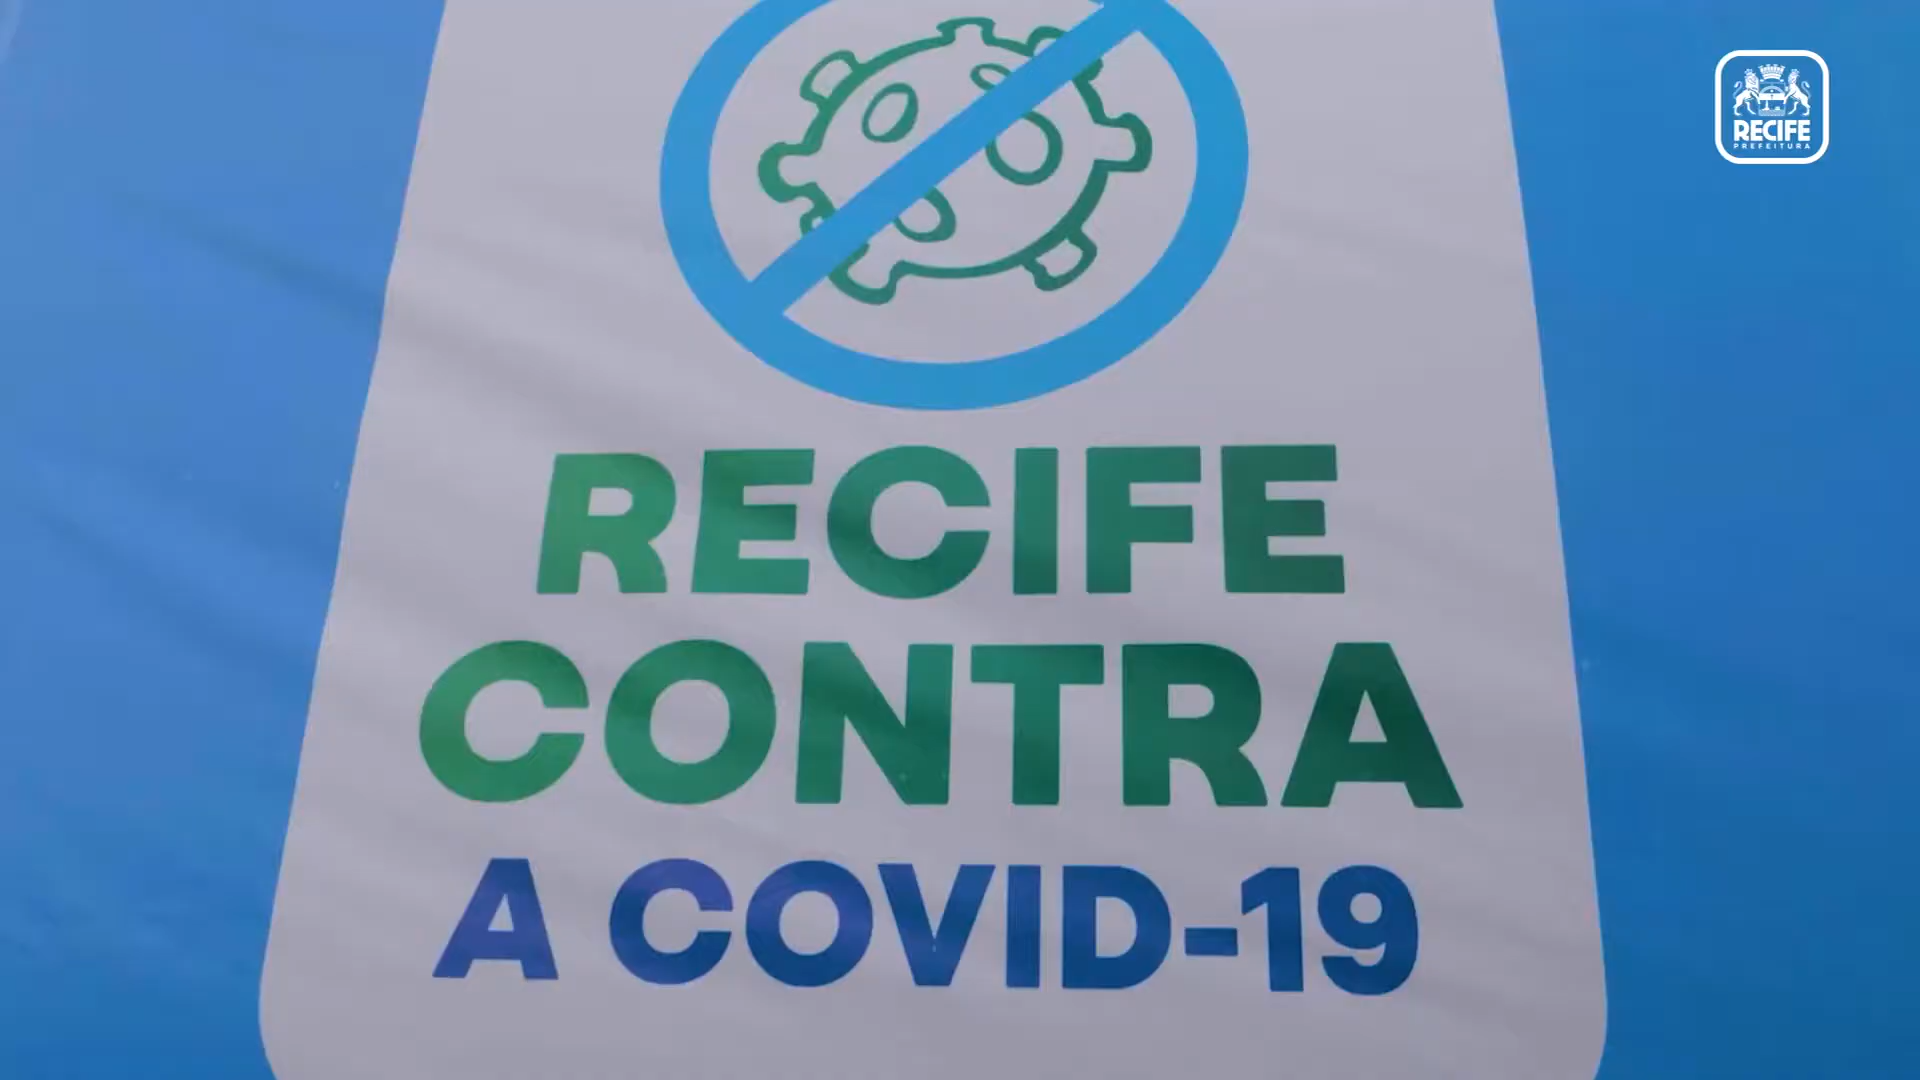 RECIFE
PREFEITURA
RECIFE
CONTRA
A COVID-19